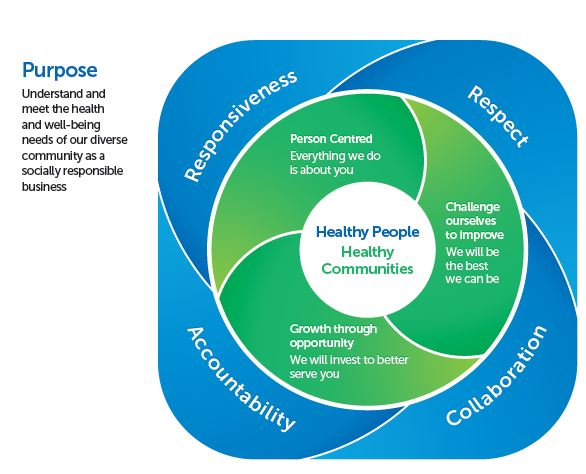 Purpose
Understand and
meet the health
and well-being
needs of our diverse
community as a
socially responsible
business
Responsiveness
Respect
Person Centred
Everything we do
is about you
Challenge
ourselves
to improve
We will be
the best
we can be
Healthy People
Healthy
Communities
Growth through
opportunity
We will invest to better
serve you
Accountability
Collaboration